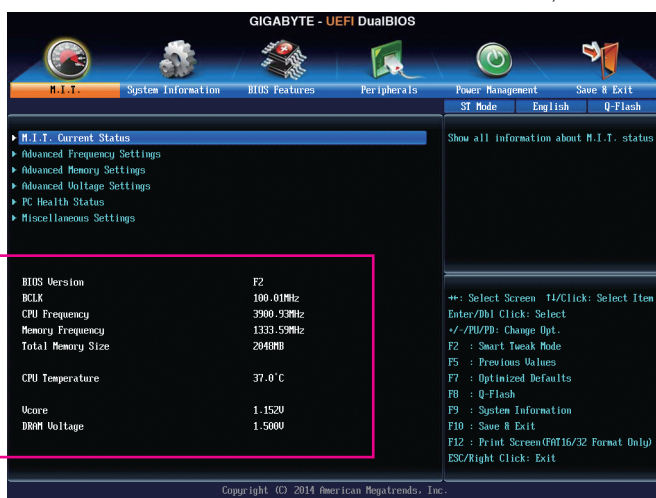 GIGABYTE - UEFI DualBIOS
M.I.T. System Information BIOS Features Peripherals Power Management Save & Exit
ST Mode English Q-Flash
M.I.T. Current Status
Advanced Frequency Settings
Advanced Memory Settings
Advanced Voltage Settings
PC Health Status
Miscellaneous Settings
BIOS Version F2
BCLK 100.01MHz
CPU Frequency 3900.93MHz
Memory Frequency 1333.59MHz
Total Memory Size 2048MB
CPU Temperature 37.0°C
Vcore 1.152V
DRAM Voltage 1.500V
Show all information about M.I.T. status
→←: Select Screen ↑↓/Click: Select Item
Enter/Dbl Click: Select
+/-/PU/PD: Change Opt.
F2 : Smart Tweak Mode
F5 : Previous Values
F7 : Optimized Defaults
F8 : Q-Flash
F9 : System Information
F10 : Save & Exit
F12 : Print Screen(FAT16/32 Format Only)
ESC/Right Click: Exit
Copyright (C) 2014 American Megatrends, Inc.